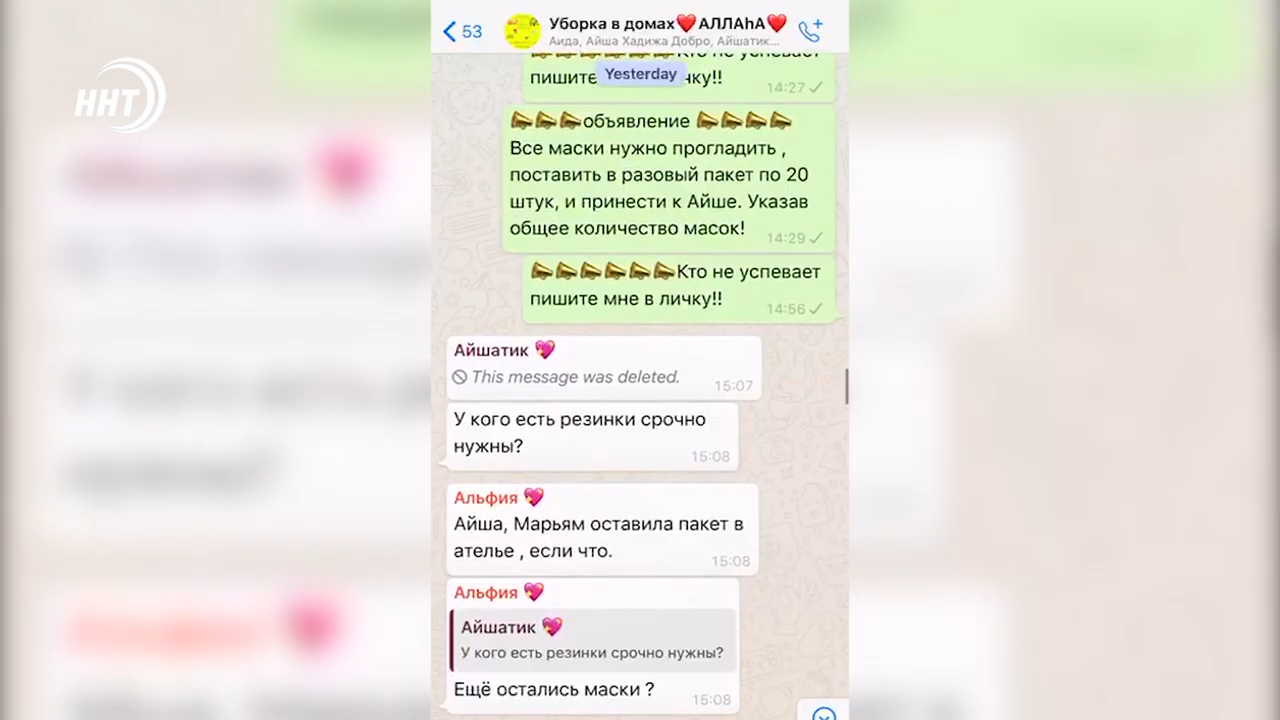 ННТ
53
Уборка в домах❤️АЛЛАhА❤️
Аида, Айша Хадижа Добро, Айшатик...
Кто не успевает
пишите
Yesterday
чку!!
14:27
объявление
Все маски нужно прогладить ,
поставить в разовый пакет по 20
штук, и принести к Айше. Указав
общее количество масок!
14:29
Кто не успевает
пишите мне в личку!!
14:56
Айшатик 💖
This message was deleted.
15:07
У кого есть резинки срочно
нужны?
15:08
Альфия 💖
Айша, Марьям оставила пакет в
ателье , если что.
15:08
Альфия 💖
Айшатик 💖
У кого есть резинки срочно нужны?
Ещё остались маски ?
15:08